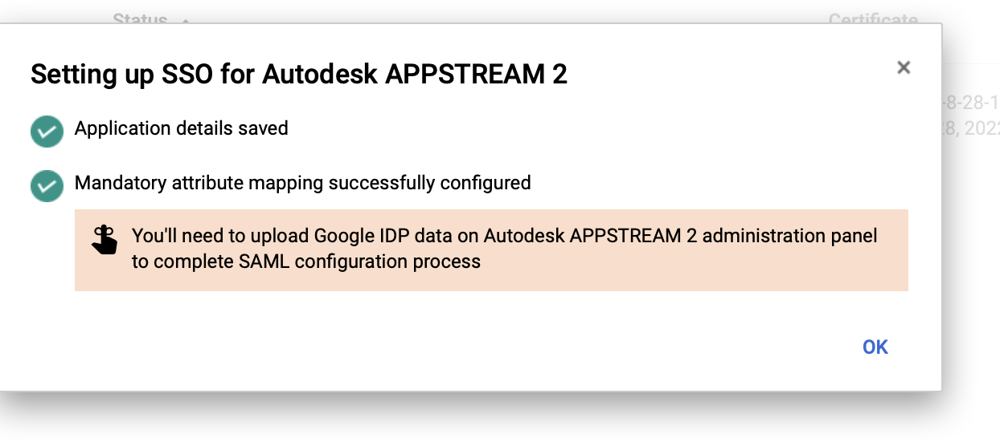 Status
Certificate
Setting up SSO for Autodesk APPSTREAM 2
-8-28-1
Application details saved
28, 202
Mandatory attribute mapping successfully configured
You'll need to upload Google IDP data on Autodesk APPSTREAM 2 administration panel
to complete SAML configuration process
OK